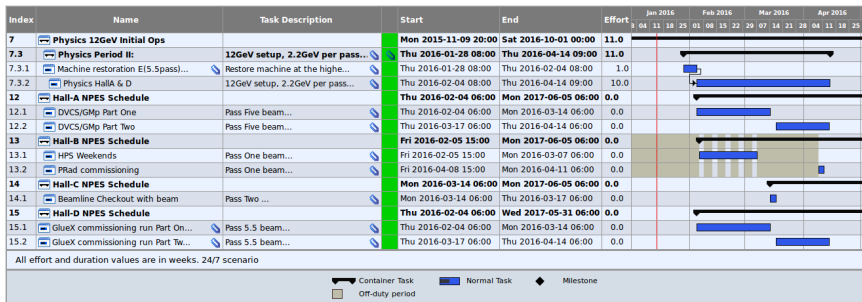 Index Name Task Description Start End Effort Jan 2016 Feb 2016 Mar 2016 Apr 2016
04 11 18 25 01 08 15 22 29 07 14 21 28 04 11 18
7 Physics 12GeV Initial Ops Mon 2015-11-09 20:00 Sat 2016-10-01 00:00 11.0
7.3 Physics Period II: 12GeV setup, 2.2GeV per pass... Thu 2016-01-28 08:00 Thu 2016-04-14 09:00 11.0
7.3.1 Machine restoration E(5.5pass)... Restore machine at the highe... Thu 2016-01-28 08:00 Thu 2016-02-04 08:00 1.0
7.3.2 Physics HallA & D 12GeV setup, 2.2GeV per pass... Thu 2016-02-04 08:00 Thu 2016-04-14 09:00 10.0
12 Hall-A NPES Schedule Thu 2016-02-04 06:00 Mon 2017-06-05 06:00 0.0
12.1 DVCS/GMp Part One Pass Five beam... Thu 2016-02-04 06:00 Mon 2016-03-14 06:00 0.0
12.2 DVCS/GMp Part Two Pass Five beam... Thu 2016-03-17 06:00 Thu 2016-04-14 06:00 0.0
13 Hall-B NPES Schedule Fri 2016-02-05 15:00 Mon 2017-06-05 06:00 0.0
13.1 HPS Weekends Pass One beam... Fri 2016-02-05 15:00 Mon 2016-03-07 06:00 0.0
13.2 PRad commissioning Pass One beam... Fri 2016-04-08 15:00 Mon 2016-04-11 06:00 0.0
14 Hall-C NPES Schedule Mon 2016-03-14 06:00 Mon 2017-06-05 06:00 0.0
14.1 Beamline Checkout with beam Pass Two ... Mon 2016-03-14 06:00 Thu 2016-03-17 06:00 0.0
15 Hall-D NPES Schedule Thu 2016-02-04 06:00 Wed 2017-05-31 06:00 0.0
15.1 GlueX commissioning run Part On... Pass 5.5 beam... Thu 2016-02-04 06:00 Mon 2016-03-14 06:00 0.0
15.2 GlueX commissioning run Part Tw... Pass 5.5 beam... Thu 2016-03-17 06:00 Thu 2016-04-14 06:00 0.0
All effort and duration values are in weeks. 24/7 scenario
Container Task Normal Task Milestone
Off-duty period